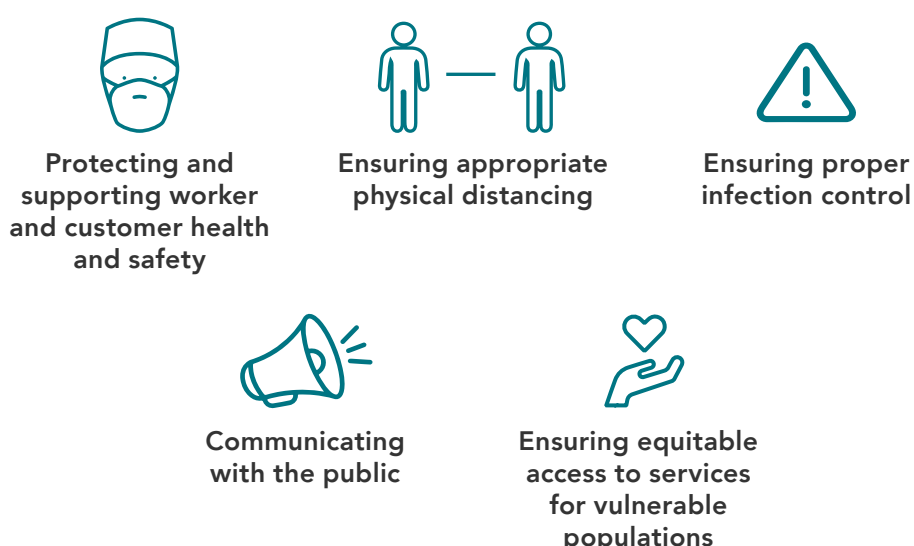 Protecting and
supporting worker
and customer health
and safety
Ensuring appropriate
physical distancing
Ensuring proper
infection control
Communicating
with the public
Ensuring equitable
access to services
for vulnerable
populations